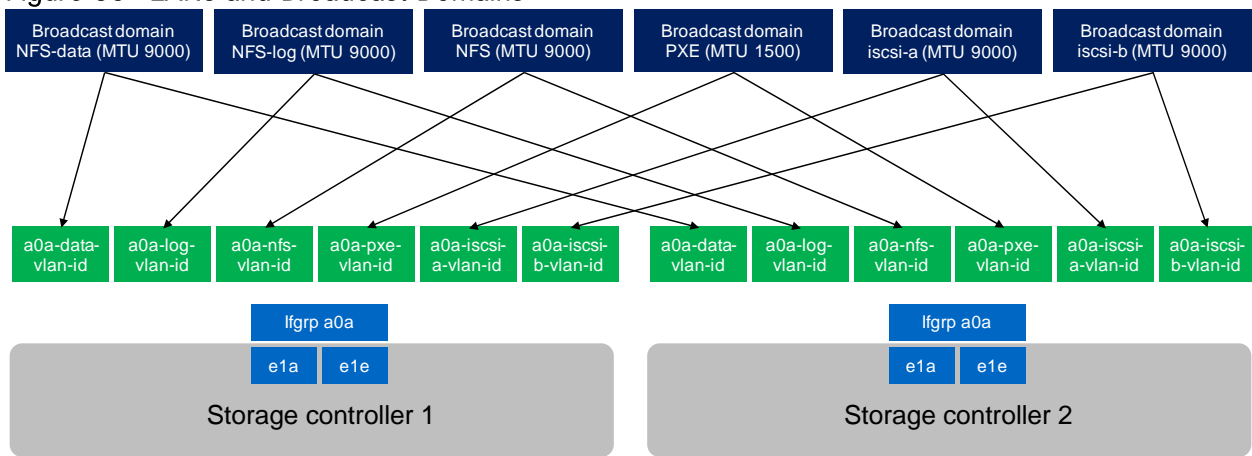 Broadcast domain
NFS-data (MTU 9000)
Broadcast domain
NFS-log (MTU 9000)
Broadcast domain
NFS (MTU 9000)
Broadcast domain
PXE (MTU 1500)
Broadcast domain
iscsi-a (MTU 9000)
Broadcast domain
iscsi-b (MTU 9000)
a0a-data-
vlan-id
a0a-log-
vlan-id
a0a-nfs-
vlan-id
a0a-pxe-
vlan-id
a0a-iscsi-
a-vlan-id
a0a-iscsi-
b-vlan-id
a0a-data-
vlan-id
a0a-log-
vlan-id
a0a-nfs-
vlan-id
a0a-pxe-
vlan-id
a0a-iscsi-
a-vlan-id
a0a-iscsi-
b-vlan-id
Ifgrp a0a
e1a
e1e
Storage controller 1
Ifgrp a0a
e1a
e1e
Storage controller 2